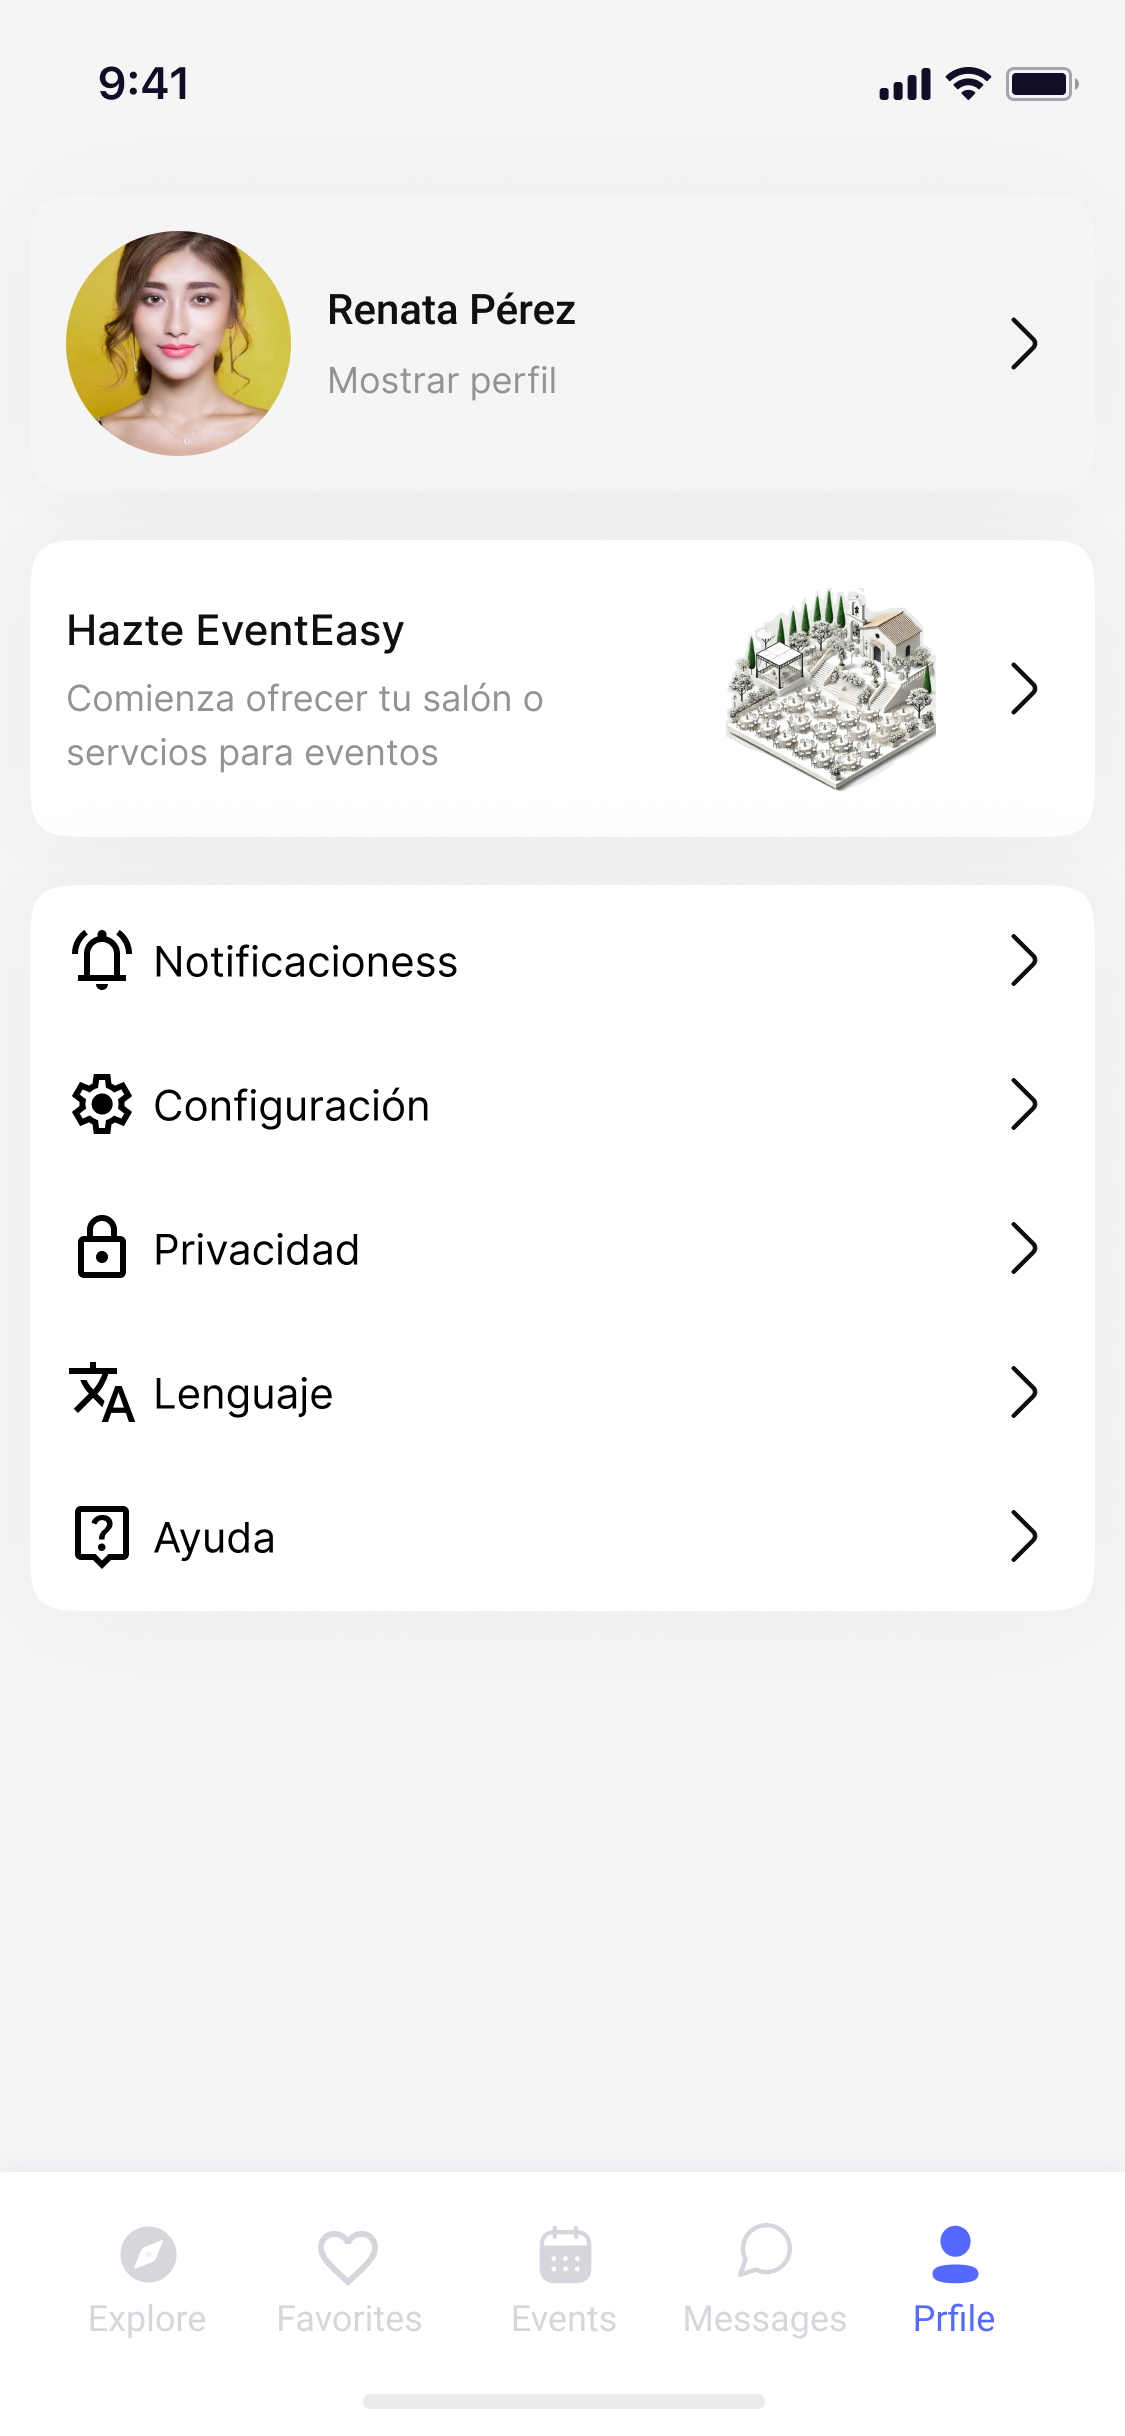 9:41
Renata Pérez
Mostrar perfil
Hazte EventEasy
Comienza ofrecer tu salón o
servcios para eventos
Notificacioness
Configuración
Privacidad
Lenguaje
Ayuda
Explore
Favorites
Events
Messages
Prfile